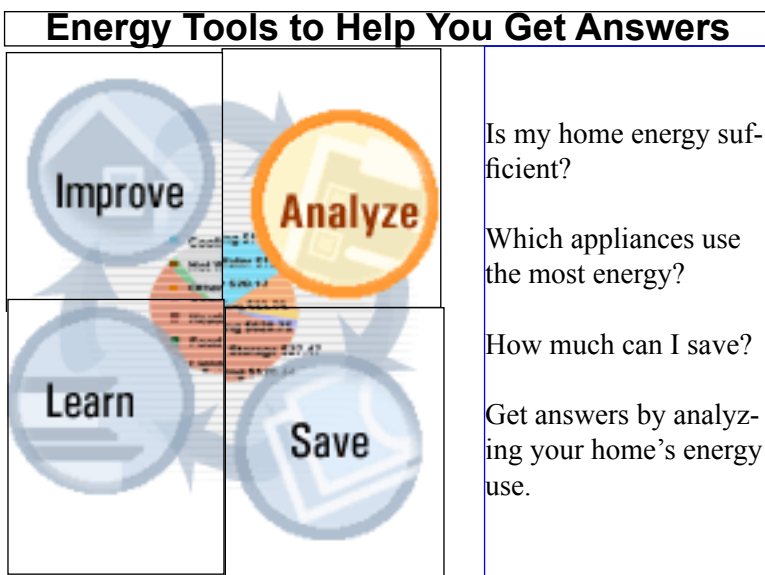 Energy Tools to Help You Get Answers
Improve
Analyze
Learn
Save
Is my home energy suf-
ficient?
Which appliances use
the most energy?
How much can I save?
Get answers by analyz-
ing your home’s energy
use.